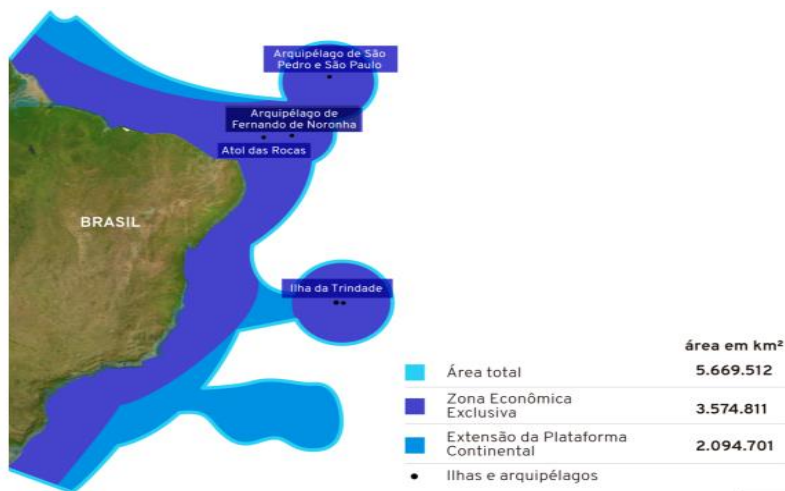 Arquipélago de São
Pedro e São Paulo
Arquipélago de
Fernando de Noronha
Atol das Rocas
BRASIL
Ilha da Trindade
área em km²
Área total 5.669.512
Zona Econômica
Exclusiva 3.574.811
Extensão da Plataforma
Continental 2.094.701
Ilhas e arquipélagos